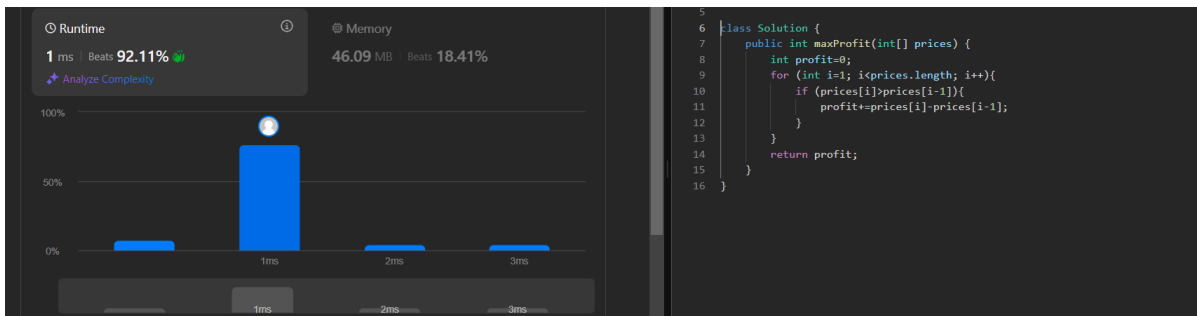 Runtime
1 ms | Beats 92.11%
Analyze Complexity
Memory
46.09 MB | Beats 18.41%
100%
50%
0%
1ms 2ms 3ms
1ms 2ms 3ms
5
6 class Solution {
7     public int maxProfit(int[] prices) {
8         int profit=0;
9         for (int i=1; i<prices.length; i++){
10             if (prices[i]>prices[i-1]){
11                 profit+=prices[i]-prices[i-1];
12             }
13         }
14         return profit;
15     }
16 }